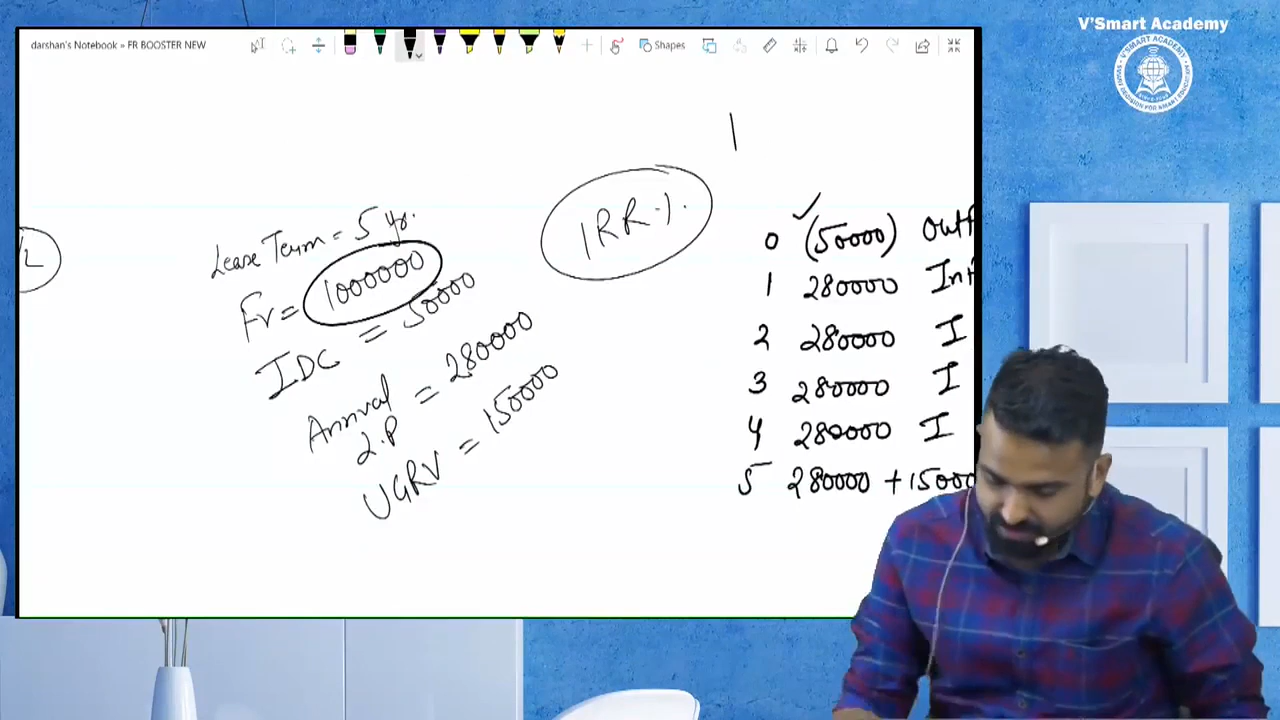 V'Smart Academy
darshan's Notebook » FR BOOSTER NEW
Shapes
Lease Term = 5 yr.
Fv = 1000000
IDC = 50000
Annual L.P = 280000
UGRV = 150000
IRR%
0 (50000) Outf
1 280000 Inf
2 280000 I
3 280000 I
4 280000 I
5 280000 + 15000